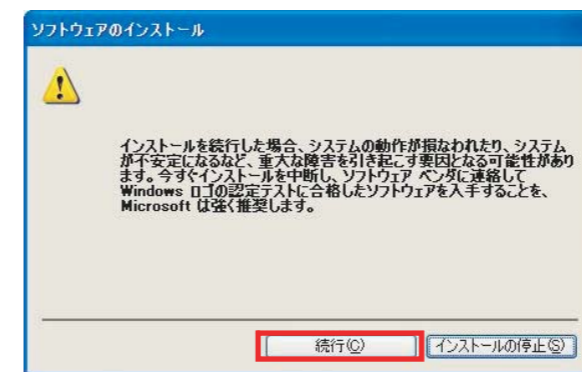 ソフトウェアのインストール
インストールを続行した場合、システムの動作が損なわれたり、システム
が不安定になるなど、重大な障害を引き起こす要因となる可能性があり
ます。今すぐインストールを中断し、ソフトウェア ベンダに連絡して
Windows ロゴの認定テストに合格したソフトウェアを入手することを、
Microsoft は強く推奨します。
続行(C)
インストールの停止(S)